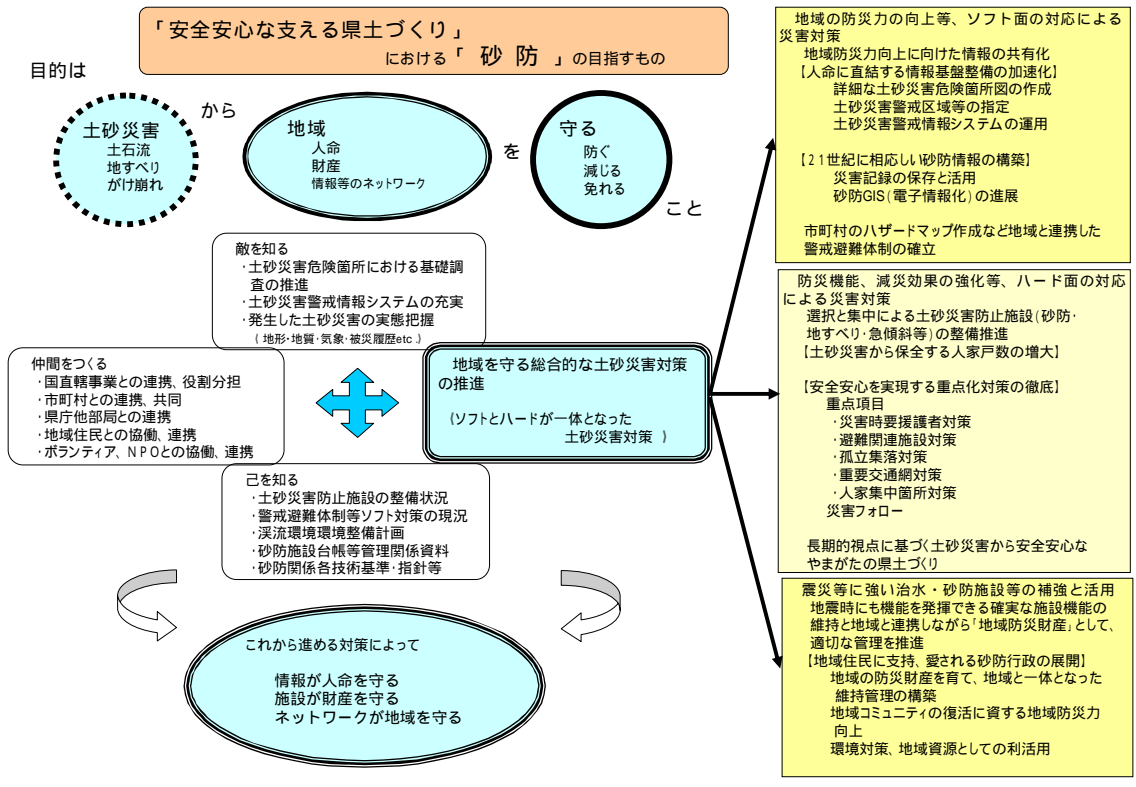 「安全安心な支える県土づくり」
における「 砂 防 」の目指すもの
目的は
土砂災害
土石流
地すべり
がけ崩れ
から
地域
人命
財産
情報等のネットワーク
を
守る
防ぐ
減じる
免れる
こと
敵を知る
・土砂災害危険箇所における基礎調
査の推進
・土砂災害警戒情報システムの充実
・発生した土砂災害の実態把握
(地形・地質・気象・被災履歴etc.)
仲間をつくる
・国直轄事業との連携、役割分担
・市町村との連携、共同
・県庁他部局との連携
・地域住民との協働、連携
・ボランティア、NPOとの協働、連携
地域を守る総合的な土砂災害対策
の推進
(ソフトとハードが一体となった
土砂災害対策 )
己を知る
・土砂災害防止施設の整備状況
・警戒避難体制等ソフト対策の現況
・渓流環境環境整備計画
・砂防施設台帳等管理関係資料
・砂防関係各技術基準・指針等
これから進める対策によって
情報が人命を守る
施設が財産を守る
ネットワークが地域を守る
地域の防災力の向上等、ソフト面の対応による
災害対策
地域防災力向上に向けた情報の共有化
【人命に直結する情報基盤整備の加速化】
詳細な土砂災害危険箇所図の作成
土砂災害警戒区域等の指定
土砂災害警戒情報システムの運用
【21世紀に相応しい砂防情報の構築】
災害記録の保存と活用
砂防GIS(電子情報化)の進展
市町村のハザードマップ作成など地域と連携した
警戒避難体制の確立
防災機能、減災効果の強化等、ハード面の対応
による災害対策
選択と集中による土砂災害防止施設(砂防・
地すべり・急傾斜等)の整備推進
【土砂災害から保全する人家戸数の増大】
【安全安心を実現する重点化対策の徹底】
重点項目
・災害時要援護者対策
・避難関連施設対策
・孤立集落対策
・重要交通網対策
・人家集中箇所対策
災害フォロー
長期的視点に基づく土砂災害から安全安心な
やまがたの県土づくり
震災等に強い治水・砂防施設等の補強と活用
地震時にも機能を発揮できる確実な施設機能の
維持と地域と連携しながら「地域防災財産」として、
適切な管理を推進
【地域住民に支持、愛される砂防行政の展開】
地域の防災財産を育て、地域と一体となった
維持管理の構築
地域コミュニティの復活に資する地域防災力
向上
環境対策、地域資源としての利活用